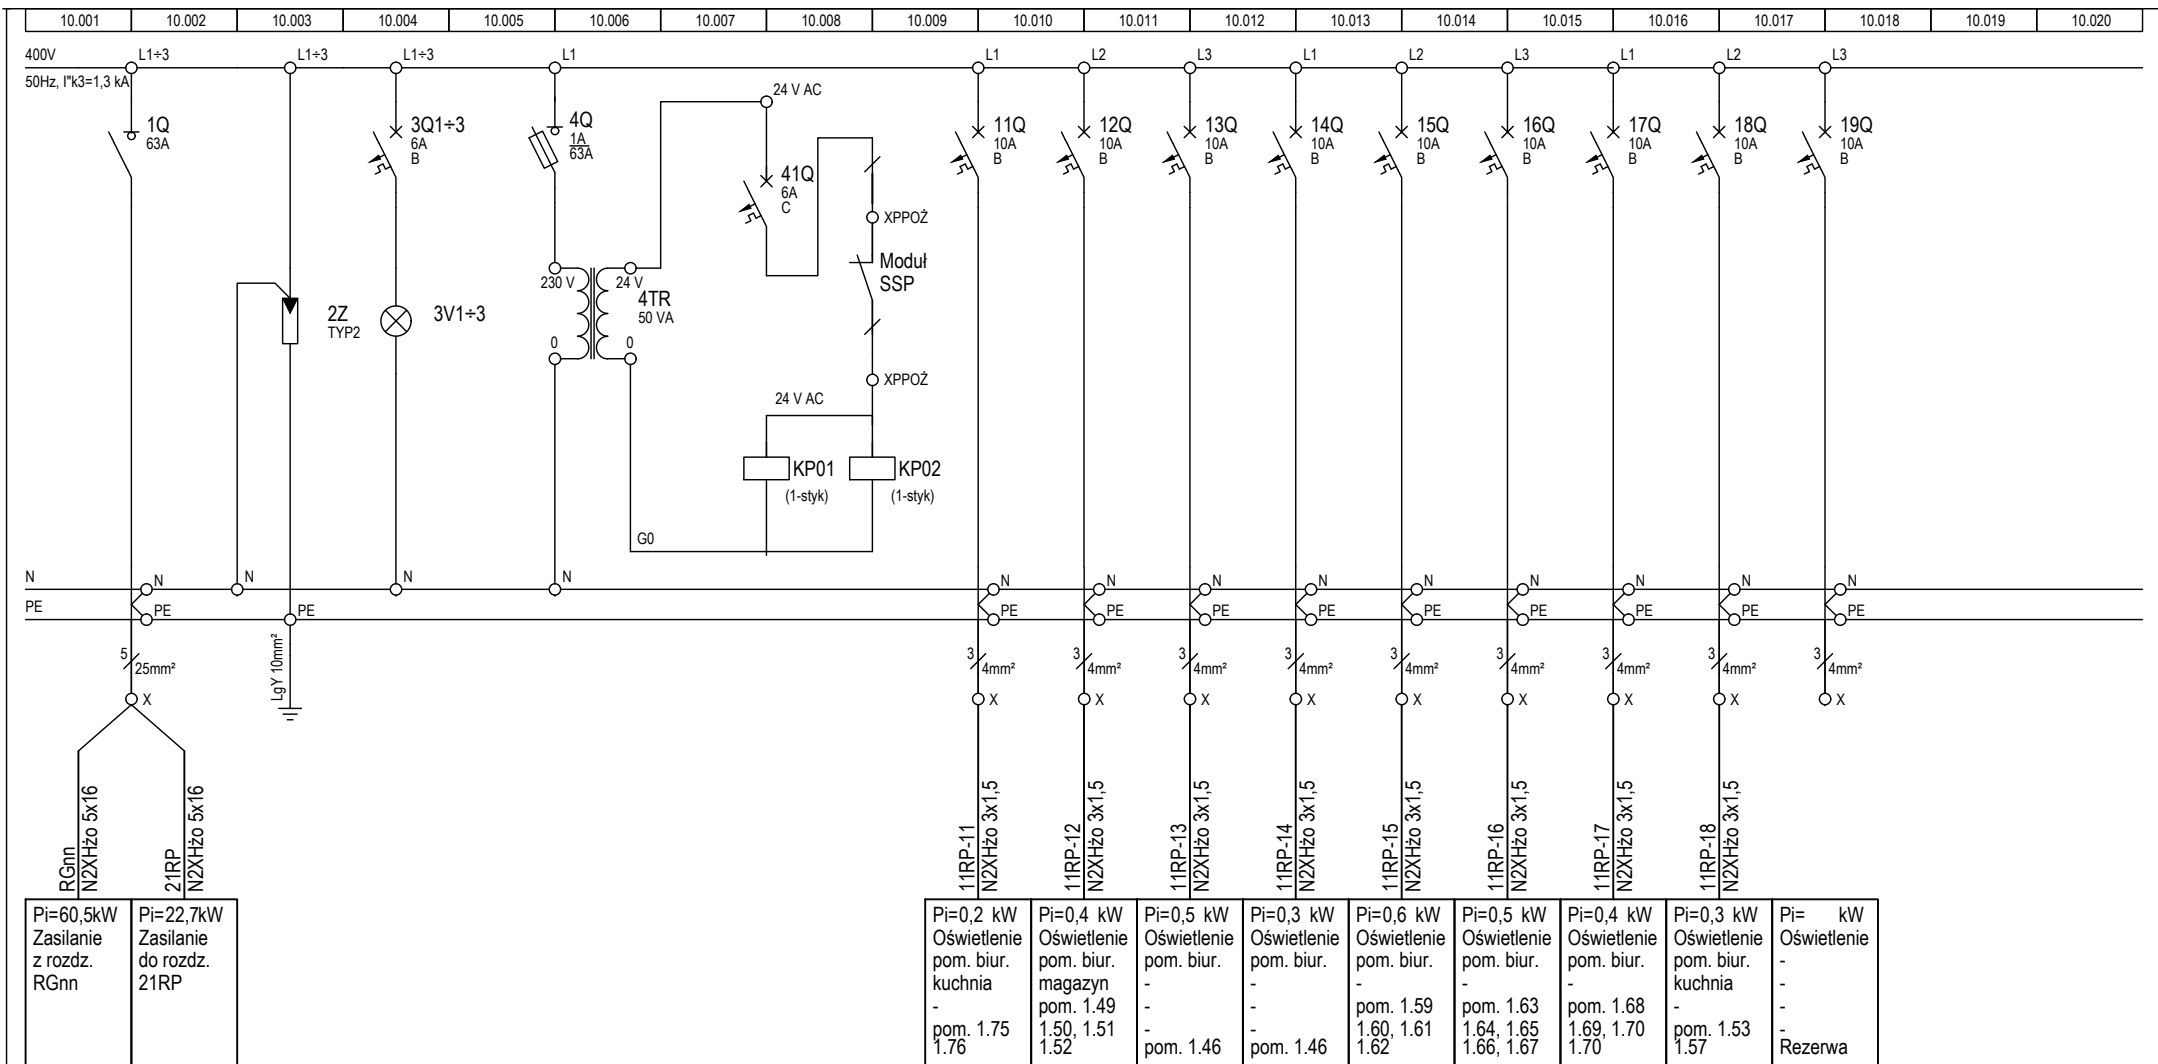 10.001 10.002 10.003 10.004 10.005 10.006 10.007 10.008 10.009 10.010 10.011 10.012 10.013 10.014 10.015 10.016 10.017 10.018 10.019 10.020
400V L1÷3 L1÷3 L1÷3 L1 L1 L2 L3 L1 L2 L3 L1 L2 L3
50Hz, I"k3=1,3 kA
24 V AC
1Q
63A
3Q1÷3
6A
B
4Q
1A
63A
41Q
6A
C
11Q
10A
B
12Q
10A
B
13Q
10A
B
14Q
10A
B
15Q
10A
B
16Q
10A
B
17Q
10A
B
18Q
10A
B
19Q
10A
B
XPPOŻ
Moduł
SSP
230 V 24 V
4TR
50 VA
0 0
2Z
TYP2
3V1÷3
XPPOŻ
24 V AC
KP01
(1-styk)
KP02
(1-styk)
G0
N N N N N N N N N N N N N N
PE PE PE PE PE PE PE PE PE PE PE PE
5 25mm²
LgY 10mm²
3 4mm² 3 4mm² 3 4mm² 3 4mm² 3 4mm² 3 4mm² 3 4mm² 3 4mm² 3 4mm²
X X X X X X X X X X
RGnn
N2XHżo 5x16
21RP
N2XHżo 5x16
11RP-11
N2XHżo 3x1,5
11RP-12
N2XHżo 3x1,5
11RP-13
N2XHżo 3x1,5
11RP-14
N2XHżo 3x1,5
11RP-15
N2XHżo 3x1,5
11RP-16
N2XHżo 3x1,5
11RP-17
N2XHżo 3x1,5
11RP-18
N2XHżo 3x1,5
Pi=60,5kW
Zasilanie
z rozdz.
RGnn
Pi=22,7kW
Zasilanie
do rozdz.
21RP
Pi=0,2 kW
Oświetlenie
pom. biur.
kuchnia
-
pom. 1.75
1.76
Pi=0,4 kW
Oświetlenie
pom. biur.
magazyn
pom. 1.49
1.50, 1.51
1.52
Pi=0,5 kW
Oświetlenie
pom. biur.
-
-
-
pom. 1.46
Pi=0,3 kW
Oświetlenie
pom. biur.
-
-
-
pom. 1.46
Pi=0,6 kW
Oświetlenie
pom. biur.
-
pom. 1.59
1.60, 1.61
1.62
Pi=0,5 kW
Oświetlenie
pom. biur.
-
pom. 1.63
1.64, 1.65
1.66, 1.67
Pi=0,4 kW
Oświetlenie
pom. biur.
-
pom. 1.68
1.69, 1.70
1.70
Pi=0,3 kW
Oświetlenie
pom. biur.
kuchnia
-
pom. 1.53
1.57
Pi= kW
Oświetlenie
-
-
-
-
Rezerwa